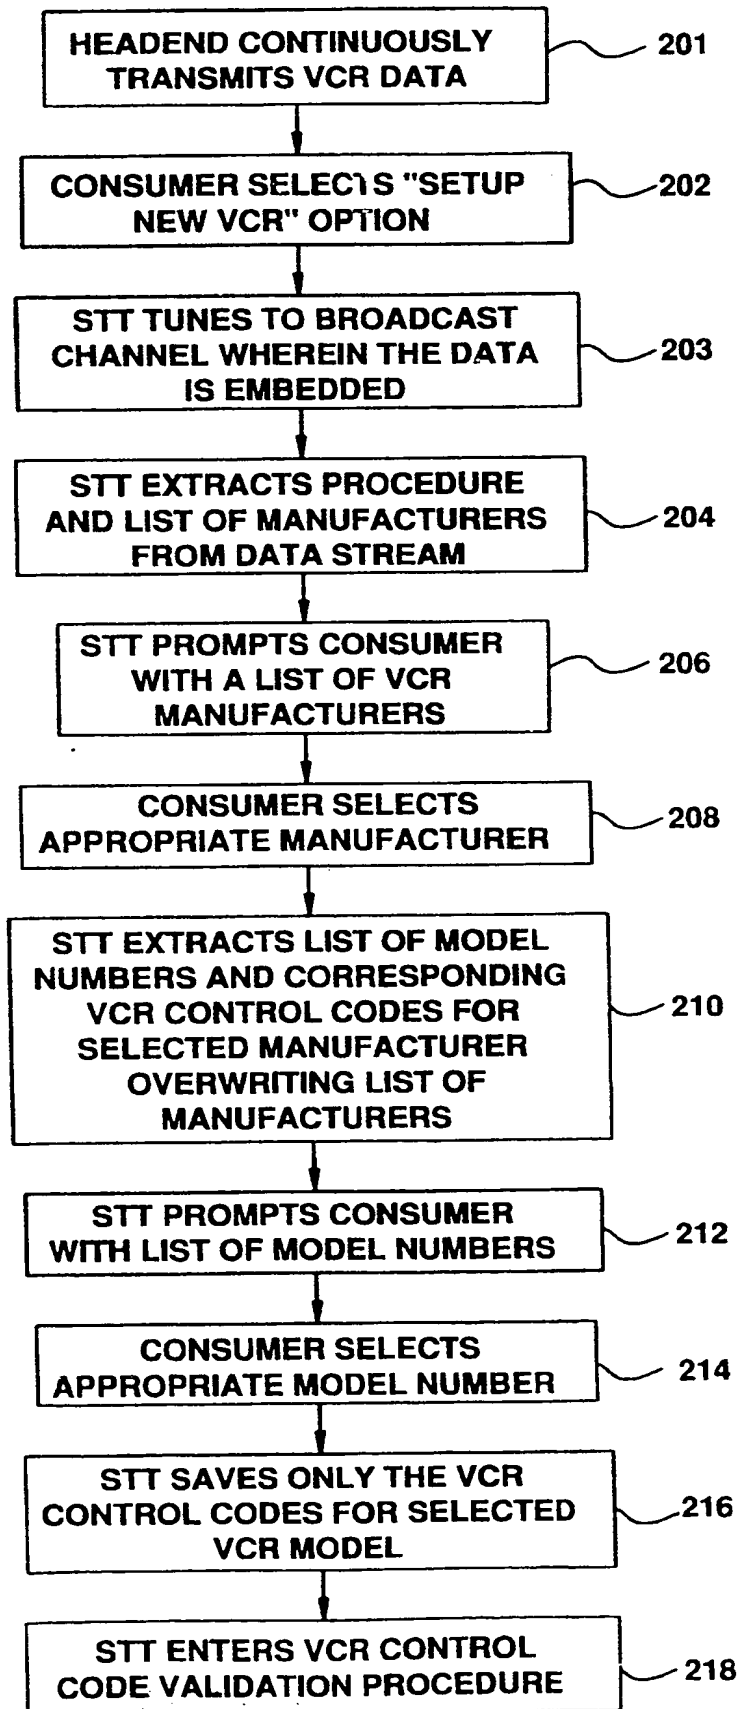 HEADEND CONTINUOUSLY
TRANSMITS VCR DATA
201
CONSUMER SELECTS "SETUP
NEW VCR" OPTION
202
STT TUNES TO BROADCAST
CHANNEL WHEREIN THE DATA
IS EMBEDDED
203
STT EXTRACTS PROCEDURE
AND LIST OF MANUFACTURERS
FROM DATA STREAM
204
STT PROMPTS CONSUMER
WITH A LIST OF VCR
MANUFACTURERS
206
CONSUMER SELECTS
APPROPRIATE MANUFACTURER
208
STT EXTRACTS LIST OF MODEL
NUMBERS AND CORRESPONDING
VCR CONTROL CODES FOR
SELECTED MANUFACTURER
OVERWRITING LIST OF
MANUFACTURERS
210
STT PROMPTS CONSUMER
WITH LIST OF MODEL NUMBERS
212
CONSUMER SELECTS
APPROPRIATE MODEL NUMBER
214
STT SAVES ONLY THE VCR
CONTROL CODES FOR SELECTED
VCR MODEL
216
STT ENTERS VCR CONTROL
CODE VALIDATION PROCEDURE
218